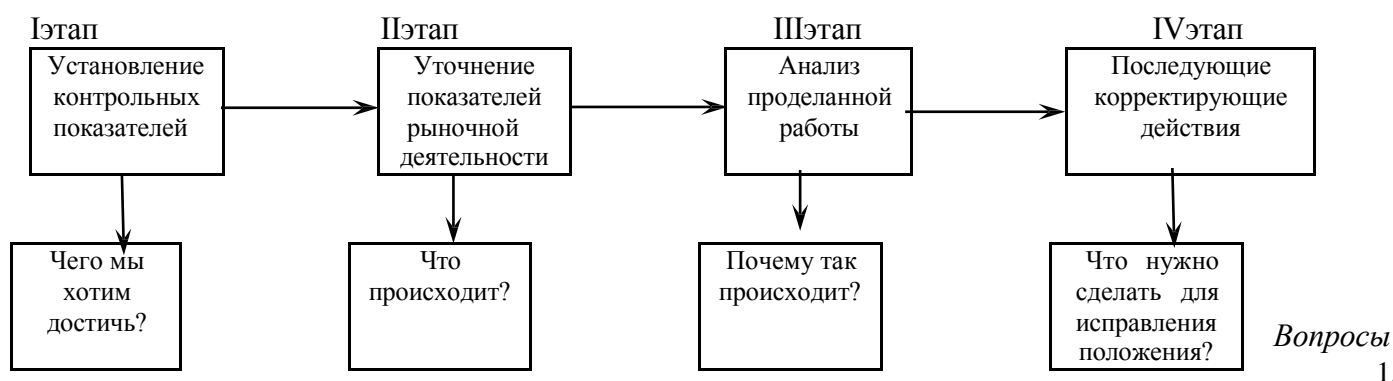 Iэтап
IIэтап
IIIэтап
IVэтап
Установление
контрольных
показателей
Уточнение
показателей
рыночной
деятельности
Анализ
проделанной
работы
Последующие
корректирующие
действия
Чего мы
хотим
достичь?
Что
происходит?
Почему так
происходит?
Что нужно
сделать для
исправления
положения?
Вопросы
1.